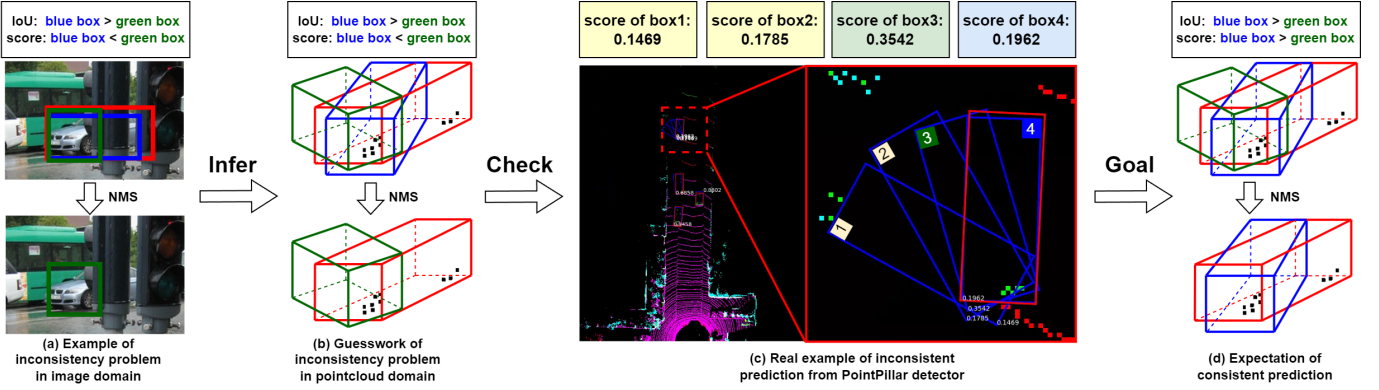 IoU: blue box > green box
score: blue box < green box
NMS
(a) Example of
inconsistency problem
in image domain
Infer
IoU: blue box > green box
score: blue box < green box
NMS
(b) Guesswork of
inconsistency problem
in pointcloud domain
Check
score of box1:
0.1469
score of box2:
0.1785
score of box3:
0.3542
score of box4:
0.1962
0.6858
0.8802
1
2
3
4
0.1962
0.3542
0.1785
0.1469
(c) Real example of inconsistent
prediction from PointPillar detector
Goal
IoU: blue box > green box
score: blue box > green box
NMS
(d) Expectation of
consistent prediction